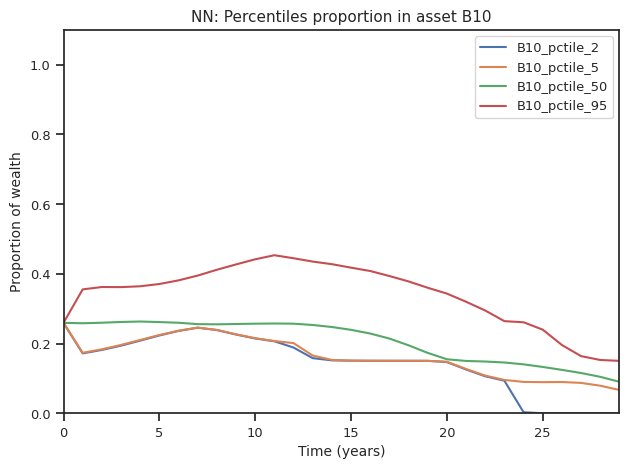 NN: Percentiles proportion in asset B10
B10_pctile_2
B10_pctile_5
B10_pctile_50
B10_pctile_95
Proportion of wealth
1.0
0.8
0.6
0.4
0.2
0.0
0 5 10 15 20 25
Time (years)